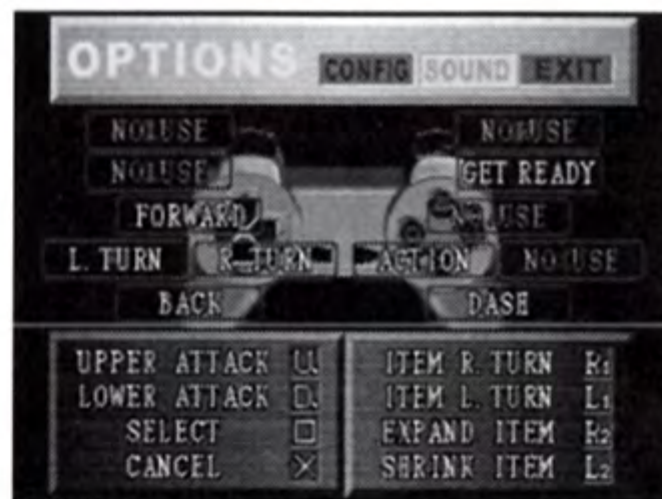 OPTIONS CONFIG SOUND EXIT
NO USE NO USE
NO USE GET READY
FORWARD NO USE
L. TURN R. TURN ACTION NO USE
BACK DASH
UPPER ATTACK
LOWER ATTACK
SELECT □
CANCEL ×
ITEM R. TURN R1
ITEM L. TURN L1
EXPAND ITEM R2
SHRINK ITEM L2